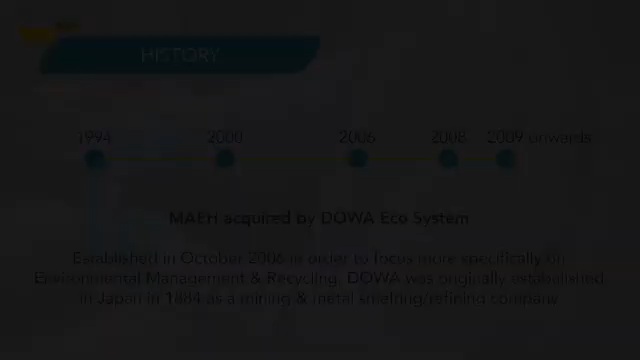 HISTORY
1994 2000 2006 2008 2009 onwards
MAEH acquired by DOWA Eco System
Established in October 2006 in order to focus more specifically on
Environmental Management & Recycling. DOWA was originally established
in Japan in 1884 as a mining & metal smelting/refining company